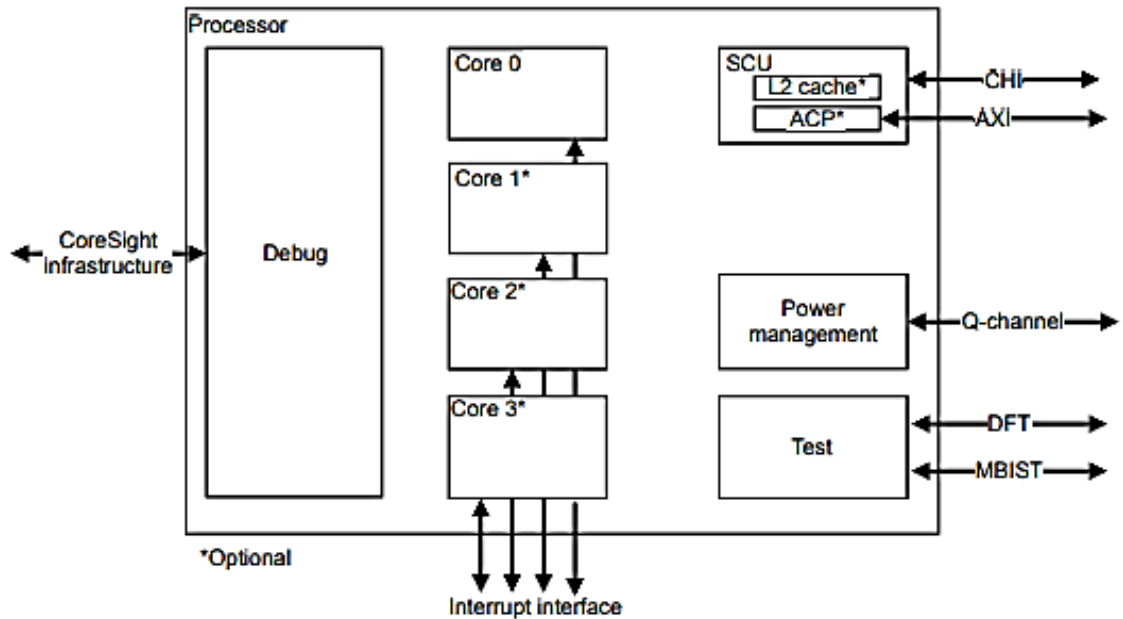 Processor
Core 0
SCU
L2 cache*
CHI
ACP*
AXI
Core 1*
CoreSight
infrastructure
Debug
Core 2*
Power
management
Q-channel
Core 3*
Test
DFT
MBIST
*Optional
Interrupt interface